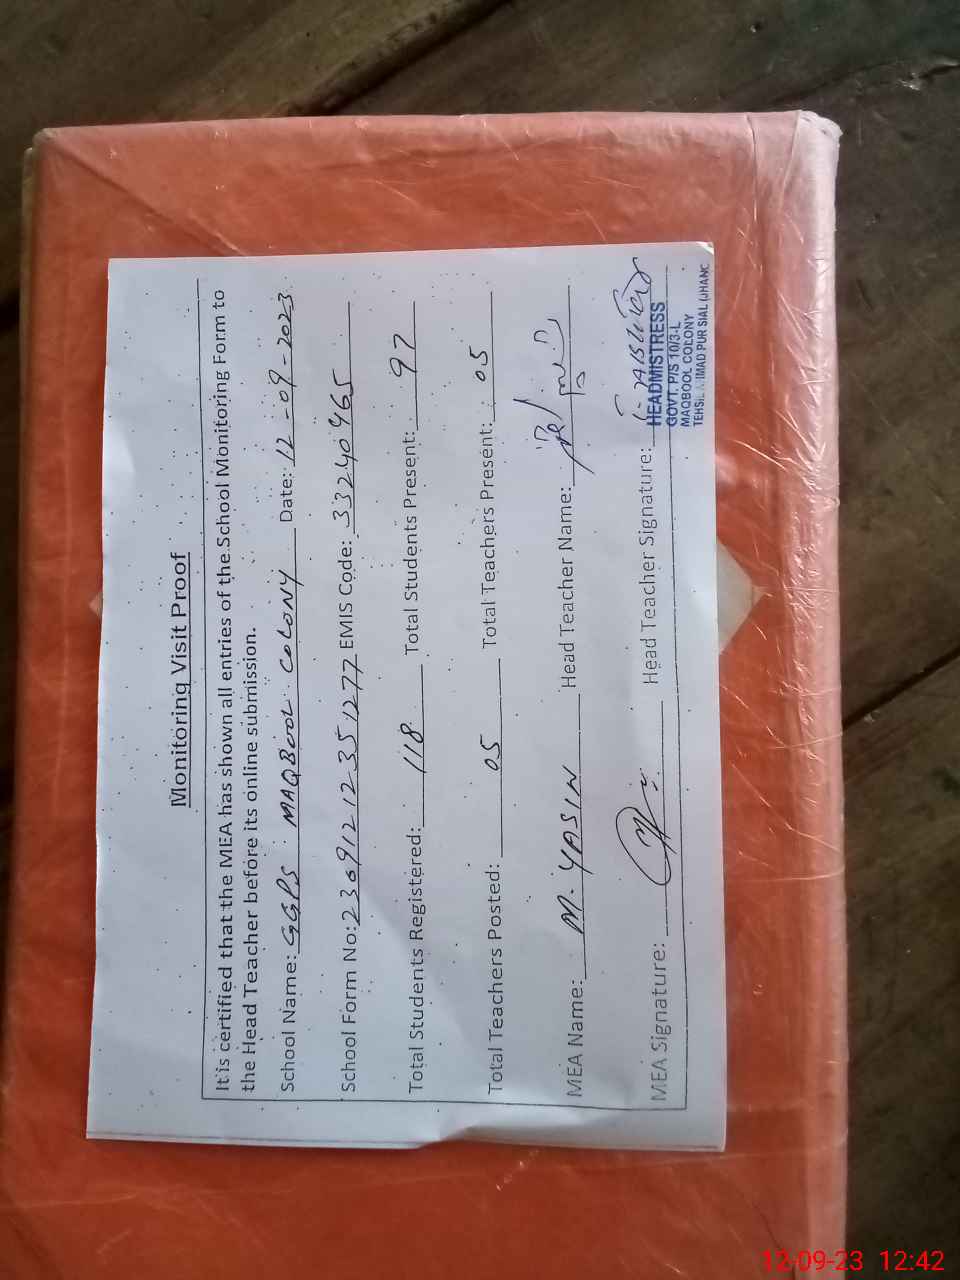 Monitoring Visit Proof
It is certified that the MEA has shown all entries of the School Monitoring Form to
the Head Teacher before its online submission.
School Name: GGPS MAQBOOL COLONY Date: 12-09-2023
School Form No: 236912123512 77 EMIS Code: 33240465
Total Students Registered: 118 Total Students Present: 97
Total Teachers Posted: 05 Total Teachers Present: 05
MEA Name: M. YASIN Head Teacher Name:
MEA Signature: Head Teacher Signature:
HEADMISTRESS
GOVT. P/S 10/3-L
MAQBOOL COLONY
TEHSIL AHMAD PUR SIAL (JHANG
12-09-23 12:42